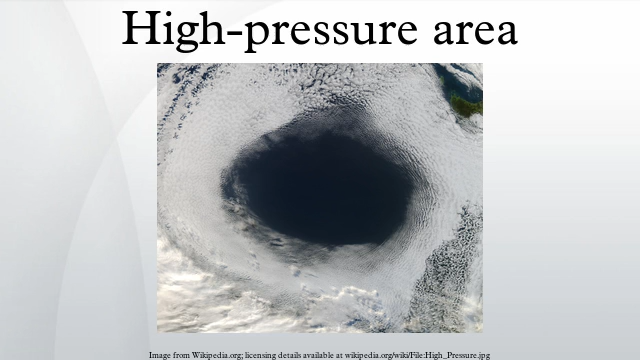 High-pressure area
Image from Wikipedia.org; licensing details available at wikipedia.org/wiki/File:High_Pressure.jpg